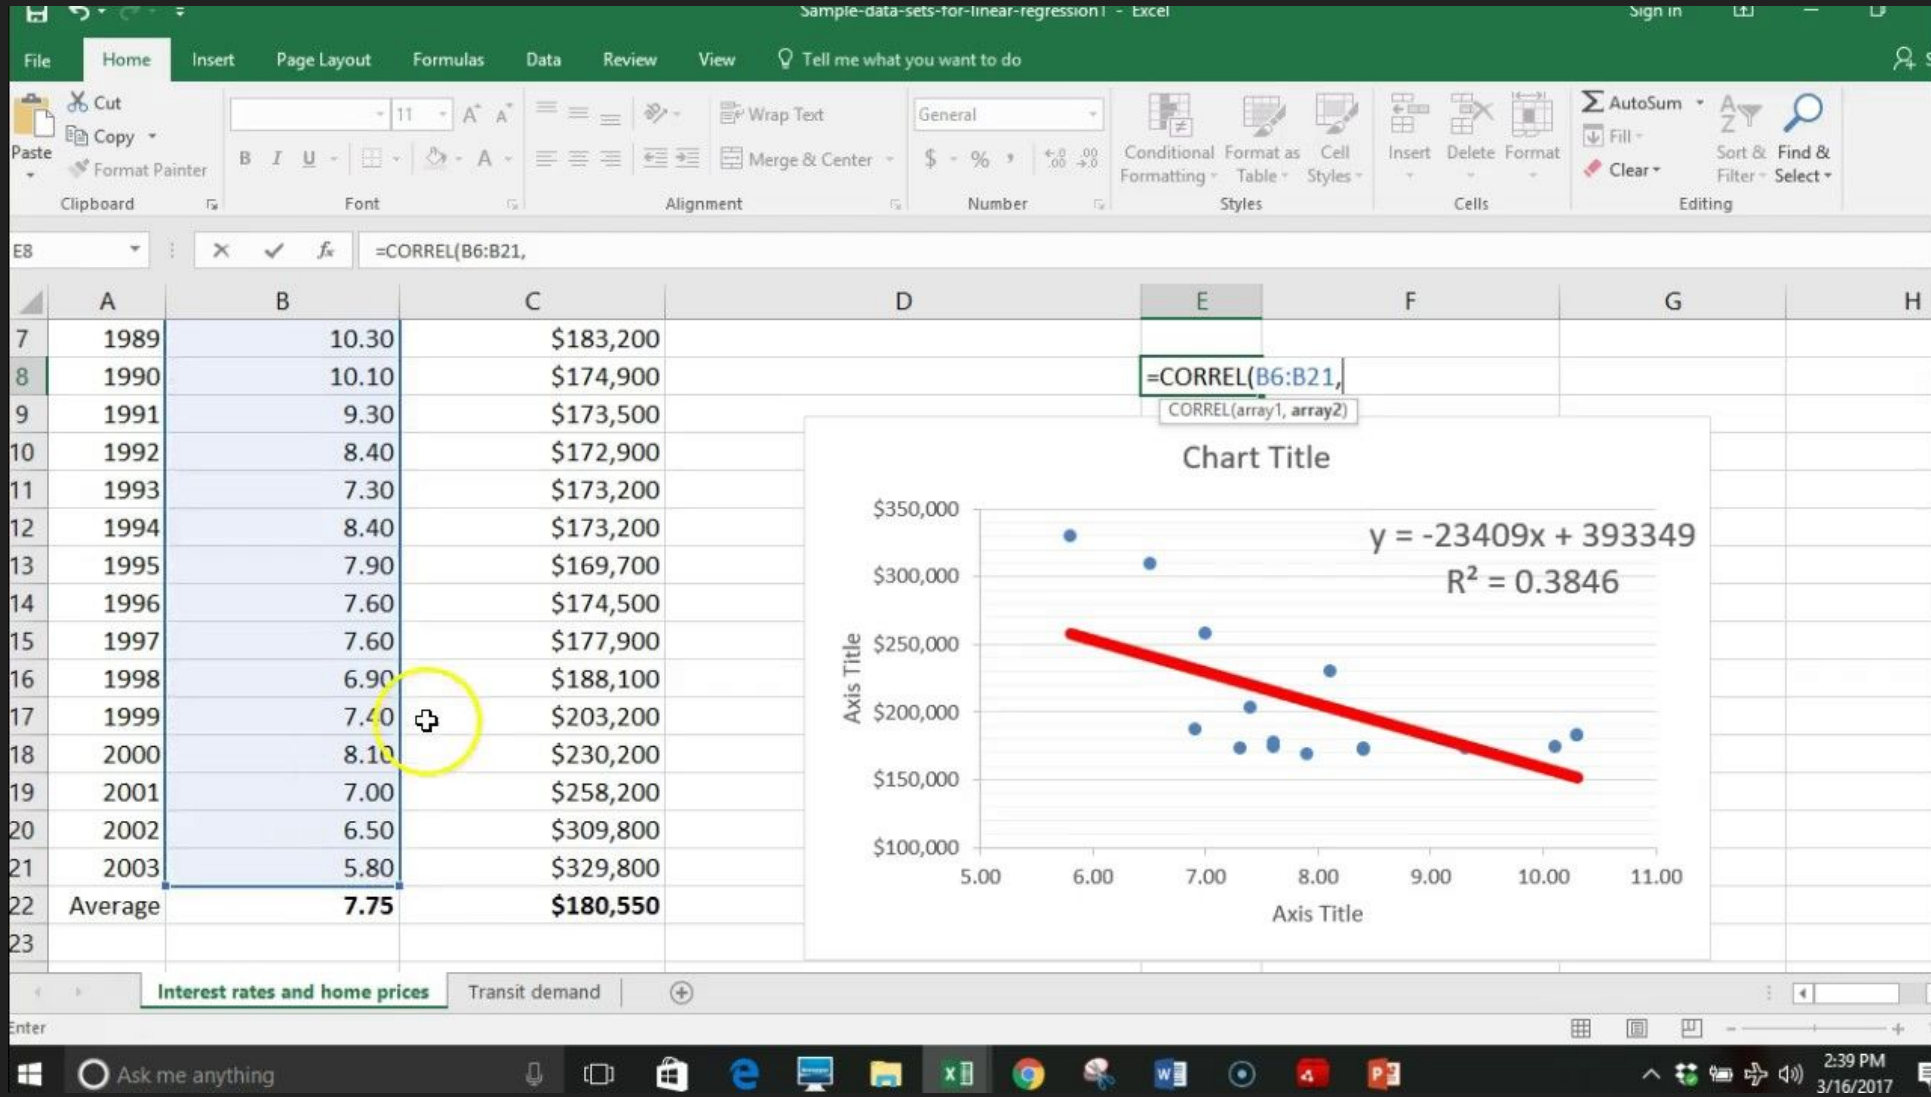 Sample-data-sets-for-linear-regression1 - Excel
Sign in
File Home Insert Page Layout Formulas Data Review View Tell me what you want to do
Cut
Copy
Format Painter
Paste
Clipboard
11 A A
B I U A
Font
Wrap Text
Merge & Center
Alignment
General
$ % , .00 .00
Number
Conditional Formatting
Format as Table
Cell Styles
Styles
Insert Delete Format
Cells
AutoSum
Fill
Clear
Sort & Filter
Find & Select
Editing
E8 fx =CORREL(B6:B21,
A B C D E F G H
7 1989 10.30 $183,200
8 1990 10.10 $174,900 =CORREL(B6:B21,
CORREL(array1, array2)
9 1991 9.30 $173,500
10 1992 8.40 $172,900
11 1993 7.30 $173,200
12 1994 8.40 $173,200
13 1995 7.90 $169,700
14 1996 7.60 $174,500
15 1997 7.60 $177,900
16 1998 6.90 $188,100
17 1999 7.40 $203,200
18 2000 8.10 $230,200
19 2001 7.00 $258,200
20 2002 6.50 $309,800
21 2003 5.80 $329,800
22 Average 7.75 $180,550
23
Chart Title
y = -23409x + 393349
R² = 0.3846
$350,000
$300,000
$250,000
$200,000
$150,000
$100,000
Axis Title
5.00 6.00 7.00 8.00 9.00 10.00 11.00
Axis Title
Interest rates and home prices Transit demand
Enter
Ask me anything
2:39 PM
3/16/2017